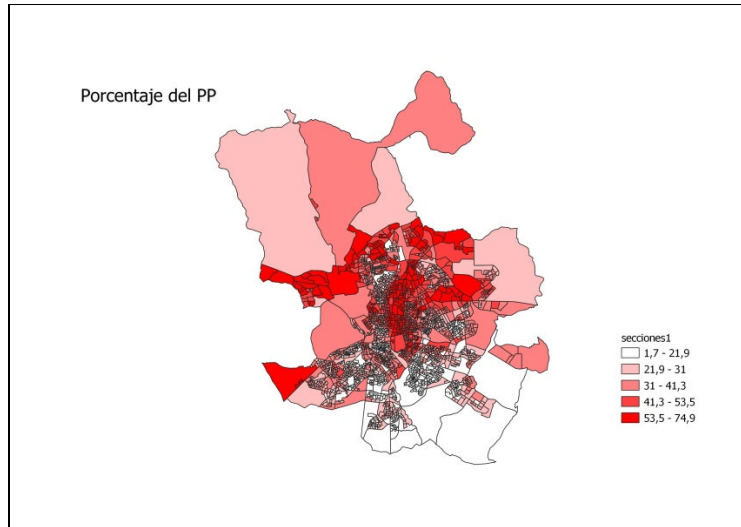 Porcentaje del PP
secciones1
1,7 - 21,9
21,9 - 31
31 - 41,3
41,3 - 53,5
53,5 - 74,9